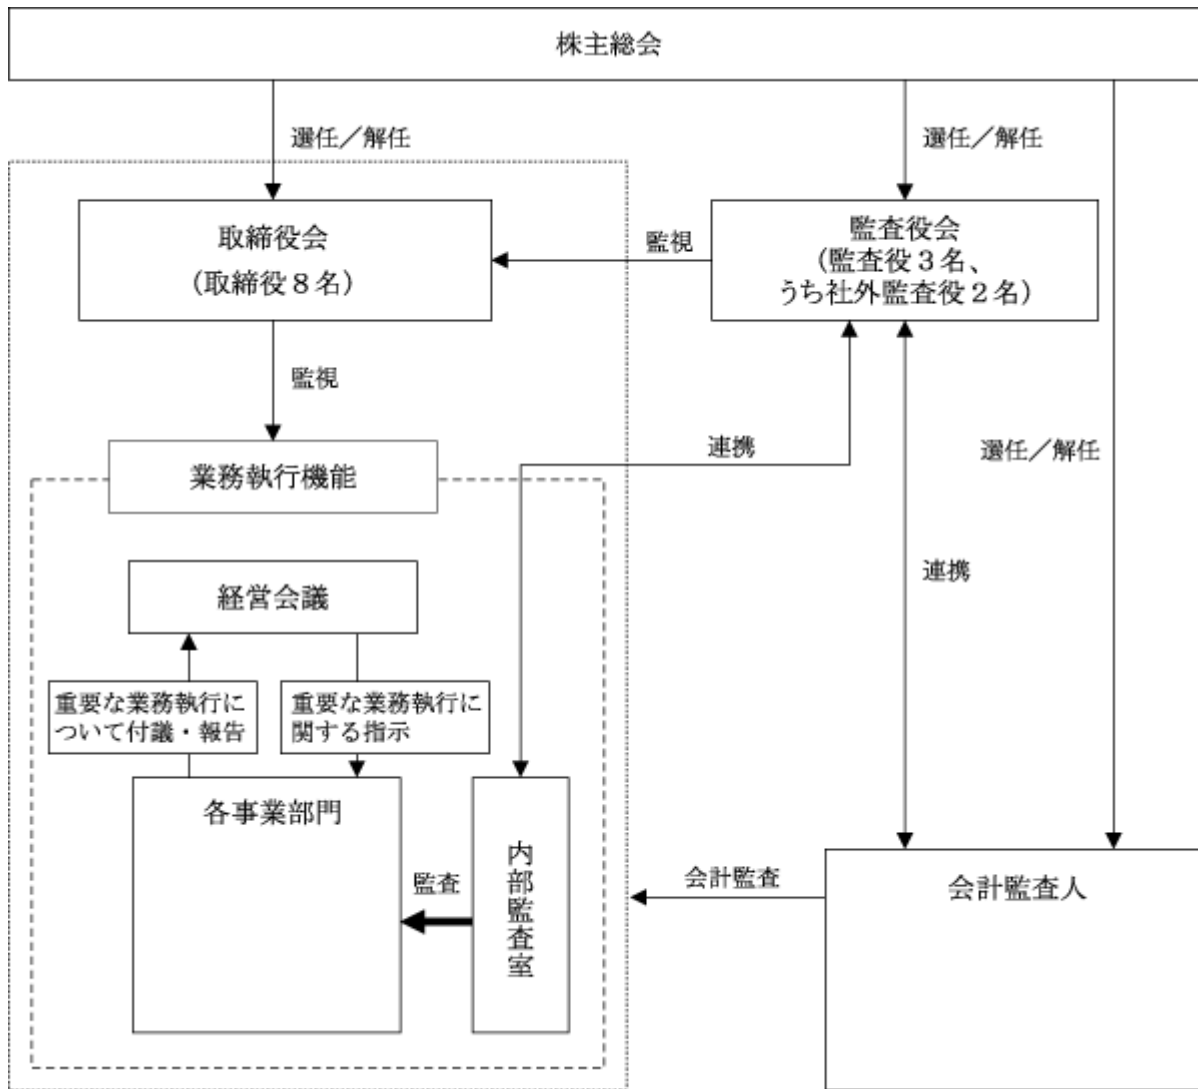 株主総会
選任／解任
選任／解任
取締役会
（取締役８名）
監視
監査役会
（監査役３名、
うち社外監査役２名）
監視
連携
選任／解任
業務執行機能
連携
経営会議
重要な業務執行に
ついて付議・報告
重要な業務執行に
関する指示
各事業部門
監査
内部監査室
会計監査
会計監査人